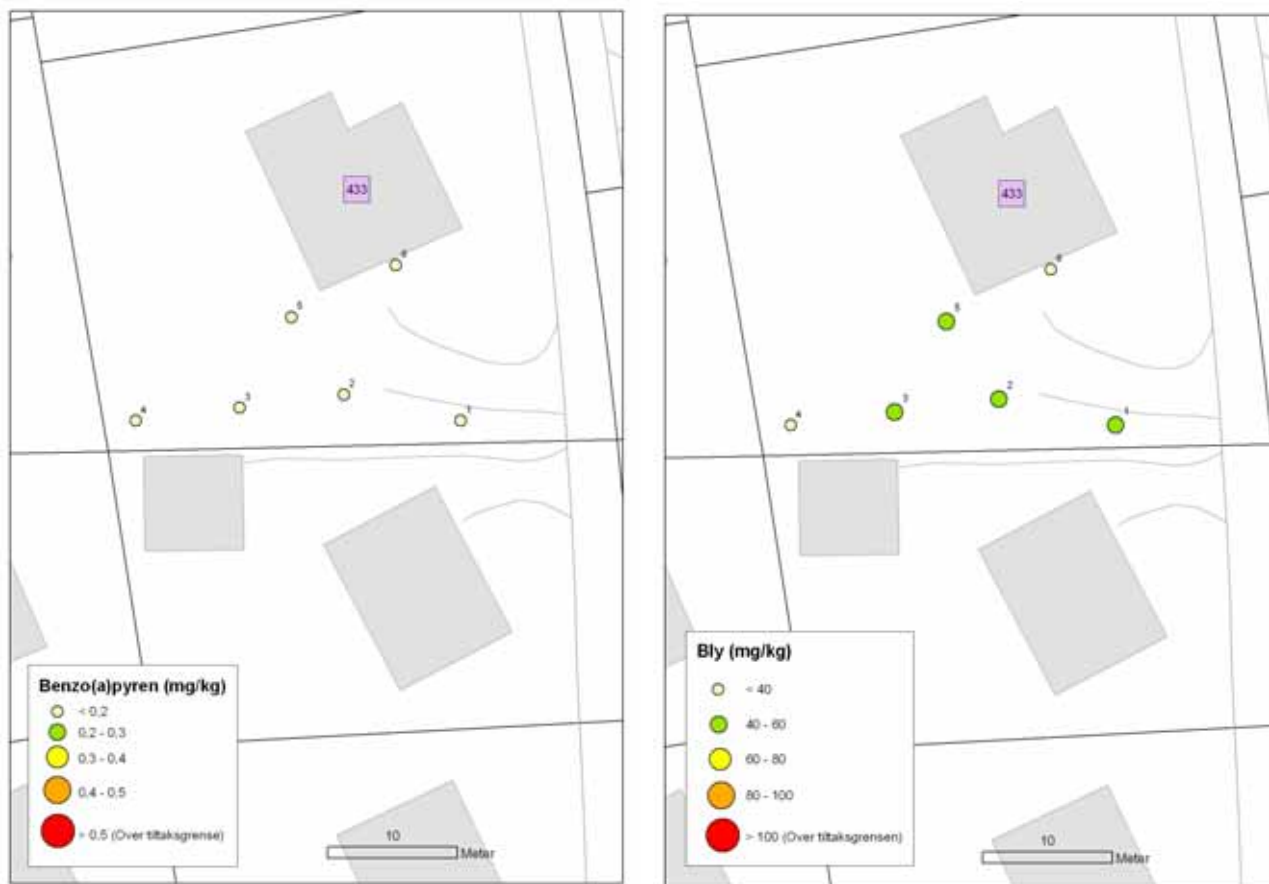 433
6
5
2
3
4
1
Benzo(a)pyren (mg/kg)
< 0,2
0,2 - 0,3
0,3 - 0,4
0,4 - 0,5
> 0,5 (Over tiltaksgrense)
10
Meter
433
6
5
2
3
4
1
Bly (mg/kg)
< 40
40 - 60
60 - 80
80 - 100
> 100 (Over tiltaksgrensen)
10
Meter